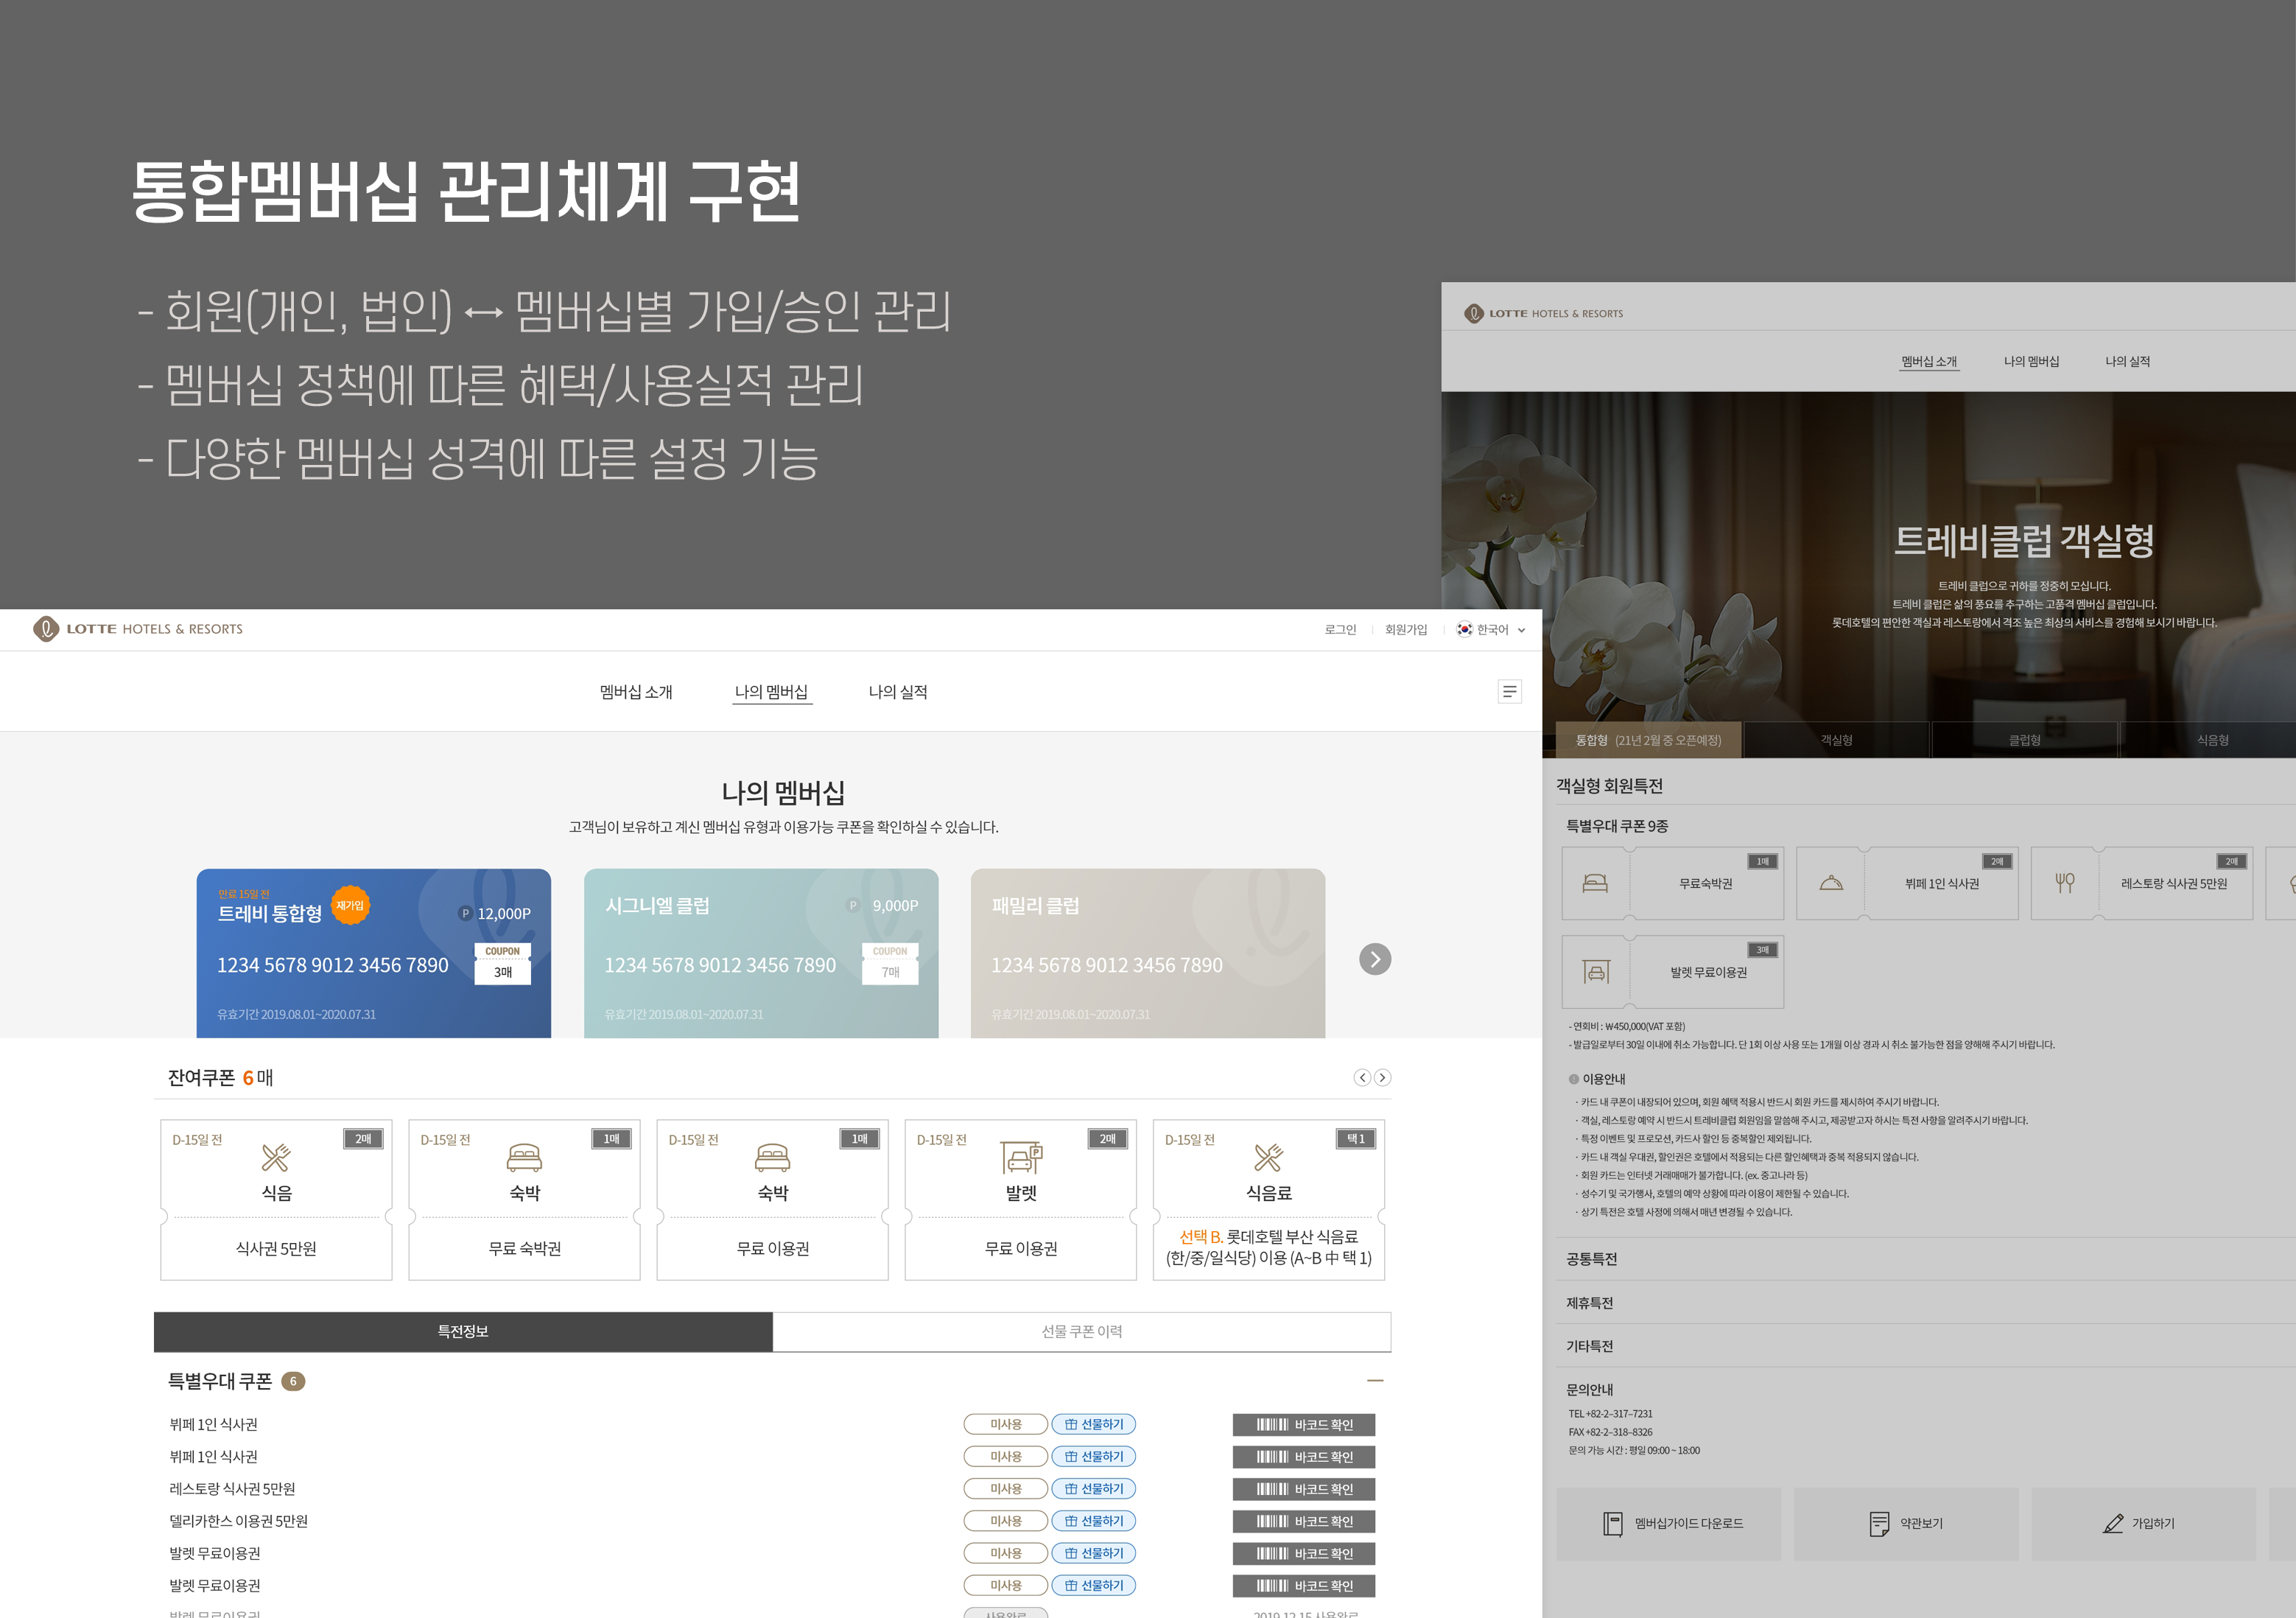 통합멤버십 관리체계 구현
- 회원(개인, 법인) ↔ 멤버십별 가입/승인 관리
- 멤버십 정책에 따른 혜택/사용실적 관리
- 다양한 멤버십 성격에 따른 설정 기능
LOTTE HOTELS & RESORTS
로그인 회원가입 한국어
멤버십 소개 나의 멤버십 나의 실적
나의 멤버십
고객님이 보유하고 계신 멤버십 유형과 이용가능 쿠폰을 확인하실 수 있습니다.
만료 15일 전
트레비 통합형 재가입 P 12,000P
1234 5678 9012 3456 7890 COUPON 3매
유효기간 2019.08.01~2020.07.31
시그니엘 클럽 P 9,000P
1234 5678 9012 3456 7890 COUPON 7매
유효기간 2019.08.01~2020.07.31
패밀리 클럽
1234 5678 9012 3456 7890
유효기간 2019.08.01~2020.07.31
잔여쿠폰 6 매
D-15일 전 2매
식음
식사권 5만원
D-15일 전 1매
숙박
무료 숙박권
D-15일 전 1매
숙박
무료 이용권
D-15일 전 2매
발렛
무료 이용권
D-15일 전 택 1
식음료
선택 B. 롯데호텔 부산 식음료
(한/중/일식당) 이용 (A~B 中 택 1)
특전정보 선물 쿠폰 이력
특별우대 쿠폰 6
뷔페 1인 식사권 미사용 선물하기 바코드 확인
뷔페 1인 식사권 미사용 선물하기 바코드 확인
레스토랑 식사권 5만원 미사용 선물하기 바코드 확인
델리카한스 이용권 5만원 미사용 선물하기 바코드 확인
발렛 무료이용권 미사용 선물하기 바코드 확인
발렛 무료이용권 미사용 선물하기 바코드 확인
발렛 무료이용권 사용완료 2019.12.15 사용완료
LOTTE HOTELS & RESORTS
멤버십 소개 나의 멤버십 나의 실적
트레비클럽 객실형
트레비 클럽으로 귀하를 정중히 모십니다.
트레비 클럽은 삶의 풍요를 추구하는 고품격 멤버십 클럽입니다.
롯데호텔의 편안한 객실과 레스토랑에서 격조 높은 최상의 서비스를 경험해 보시기 바랍니다.
통합형 (21년 2월 중 오픈예정) 객실형 클럽형 식음형
객실형 회원특전
특별우대 쿠폰 9종
1매
무료숙박권
2매
뷔페 1인 식사권
2매
레스토랑 식사권 5만원
3매
발렛 무료이용권
- 연회비 : ₩450,000(VAT 포함)
- 발급일로부터 30일 이내에 취소 가능합니다. 단 1회 이상 사용 또는 1개월 이상 경과 시 취소 불가능한 점을 양해해 주시기 바랍니다.
이용안내
· 카드 내 쿠폰이 내장되어 있으며, 회원 혜택 적용시 반드시 회원 카드를 제시하여 주시기 바랍니다.
· 객실, 레스토랑 예약 시 반드시 트레비클럽 회원임을 말씀해 주시고, 제공받고자 하시는 특전 사항을 알려주시기 바랍니다.
· 특정 이벤트 및 프로모션, 카드사 할인 등 중복할인 제외됩니다.
· 카드 내 객실 우대권, 할인권은 호텔에서 적용되는 다른 할인혜택과 중복 적용되지 않습니다.
· 회원 카드는 인터넷 거래매매가 불가합니다. (ex. 중고나라 등)
· 성수기 및 국가행사, 호텔의 예약 상황에 따라 이용이 제한될 수 있습니다.
· 상기 특전은 호텔 사정에 의해서 매년 변경될 수 있습니다.
공통특전
제휴특전
기타특전
문의안내
TEL +82-2-317-7231
FAX +82-2-318-8326
문의 가능 시간 : 평일 09:00 ~ 18:00
멤버십가이드 다운로드 약관보기 가입하기